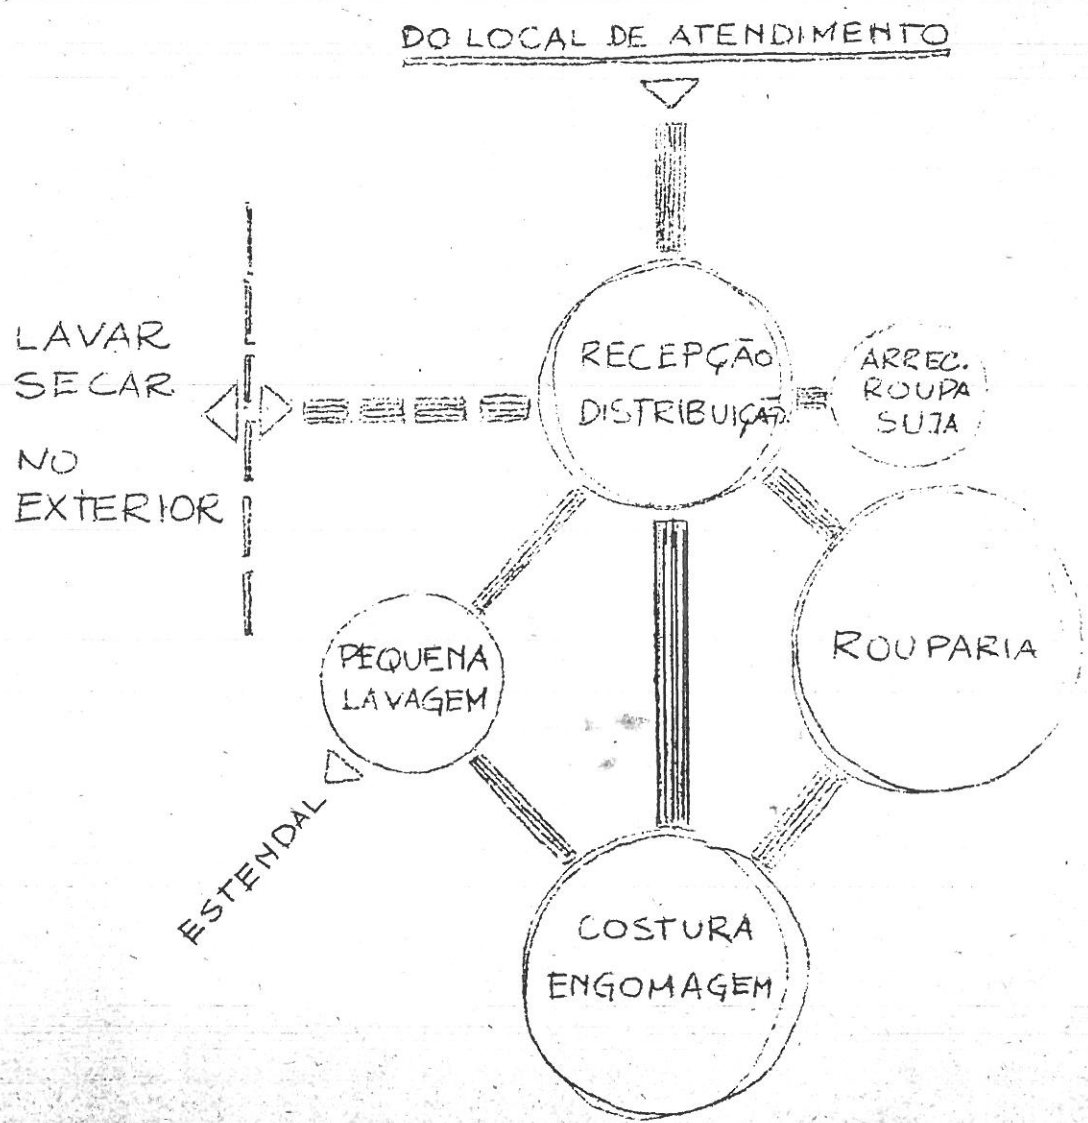 DO LOCAL DE ATENDIMENTO
LAVAR
SECAR
NO
EXTERIOR
RECEPÇÃO
DISTRIBUIÇÃO
ARREC.
ROUPA
SUJA
PEQUENA
LAVAGEM
ROUPARIA
ESTENDAL
COSTURA
ENGOMAGEM